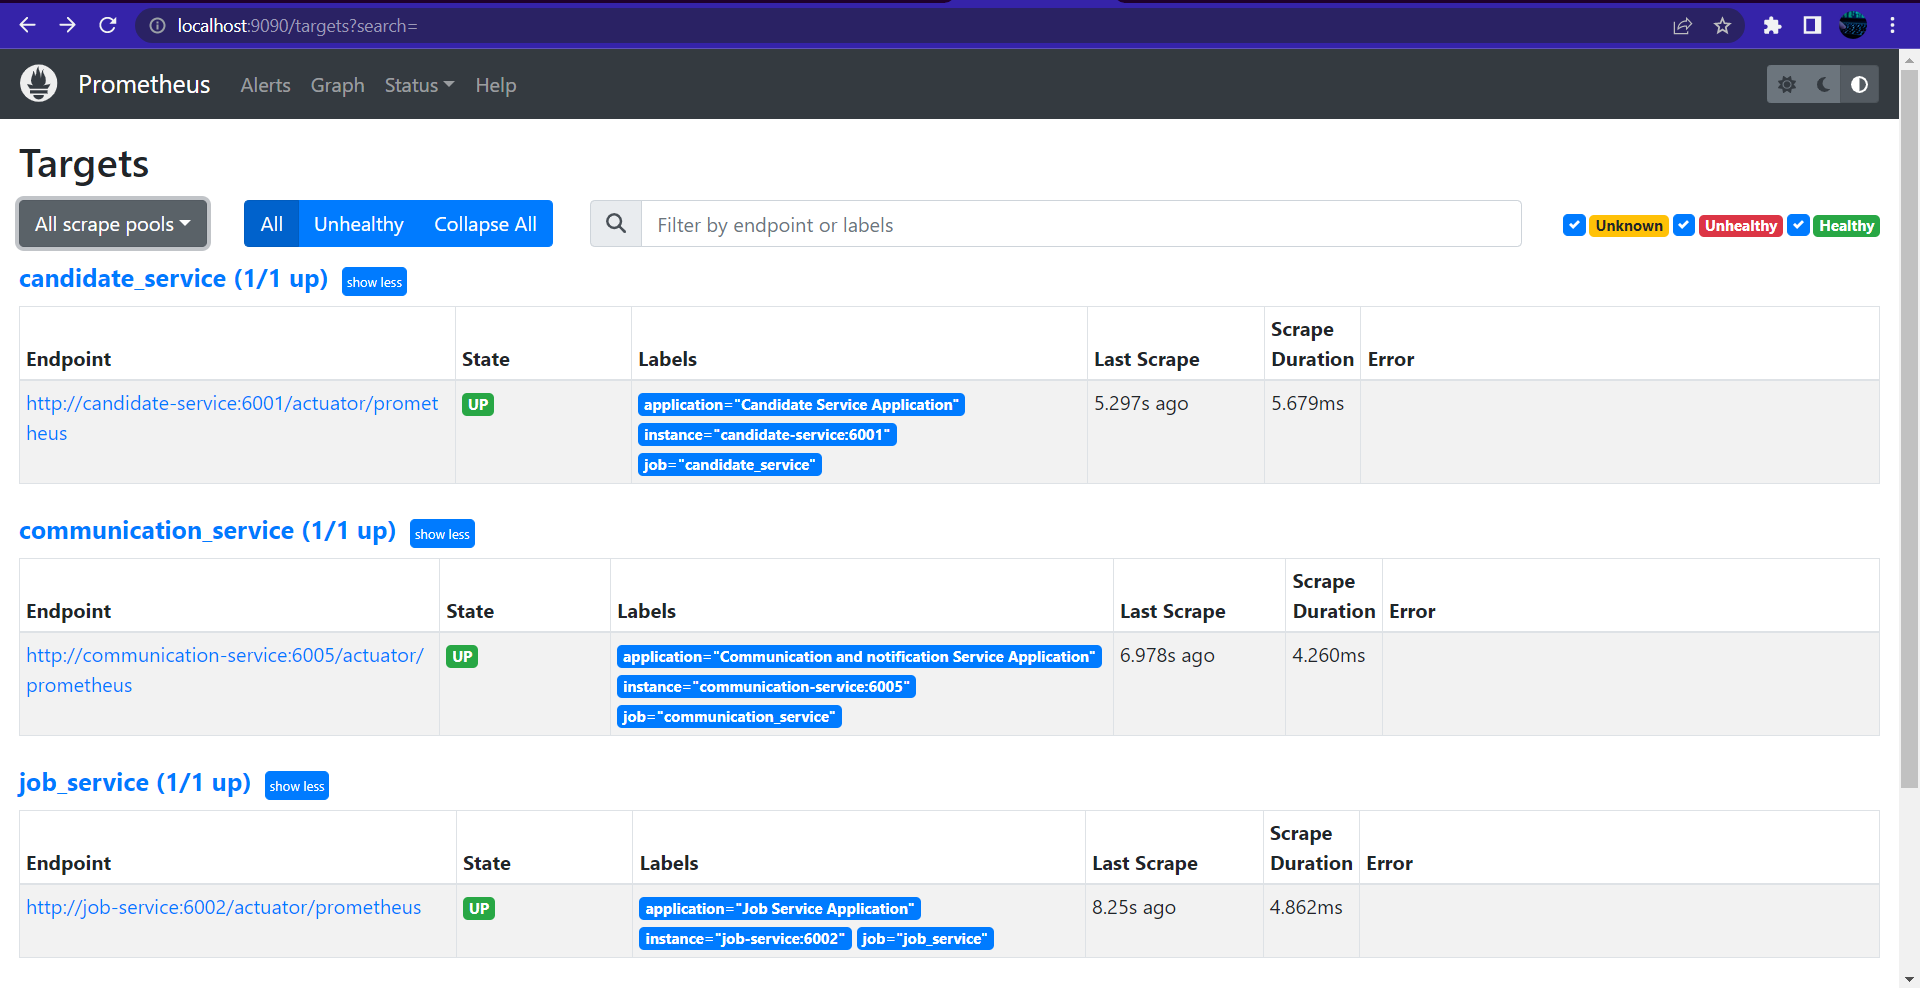 localhost:9090/targets?search=
Prometheus Alerts Graph Status Help
Targets
All scrape pools All Unhealthy Collapse All Filter by endpoint or labels Unknown Unhealthy Healthy
candidate_service (1/1 up) show less
Endpoint State Labels Last Scrape Scrape Duration Error
http://candidate-service:6001/actuator/promet
heus
UP
application="Candidate Service Application"
instance="candidate-service:6001"
job="candidate_service"
5.297s ago
5.679ms
communication_service (1/1 up) show less
Endpoint State Labels Last Scrape Scrape Duration Error
http://communication-service:6005/actuator/
prometheus
UP
application="Communication and notification Service Application"
instance="communication-service:6005"
job="communication_service"
6.978s ago
4.260ms
job_service (1/1 up) show less
Endpoint State Labels Last Scrape Scrape Duration Error
http://job-service:6002/actuator/prometheus
UP
application="Job Service Application"
instance="job-service:6002" job="job_service"
8.25s ago
4.862ms